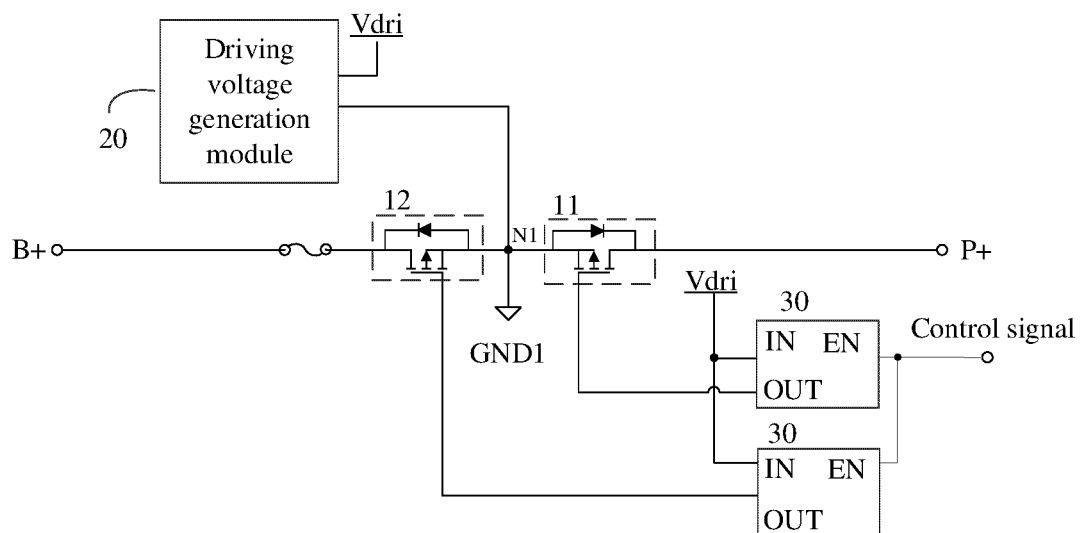 Vdri
Driving
voltage
generation
module
20
12
11
B+
N1
P+
GND1
Vdri
30
IN EN
OUT
Control signal
30
IN EN
OUT